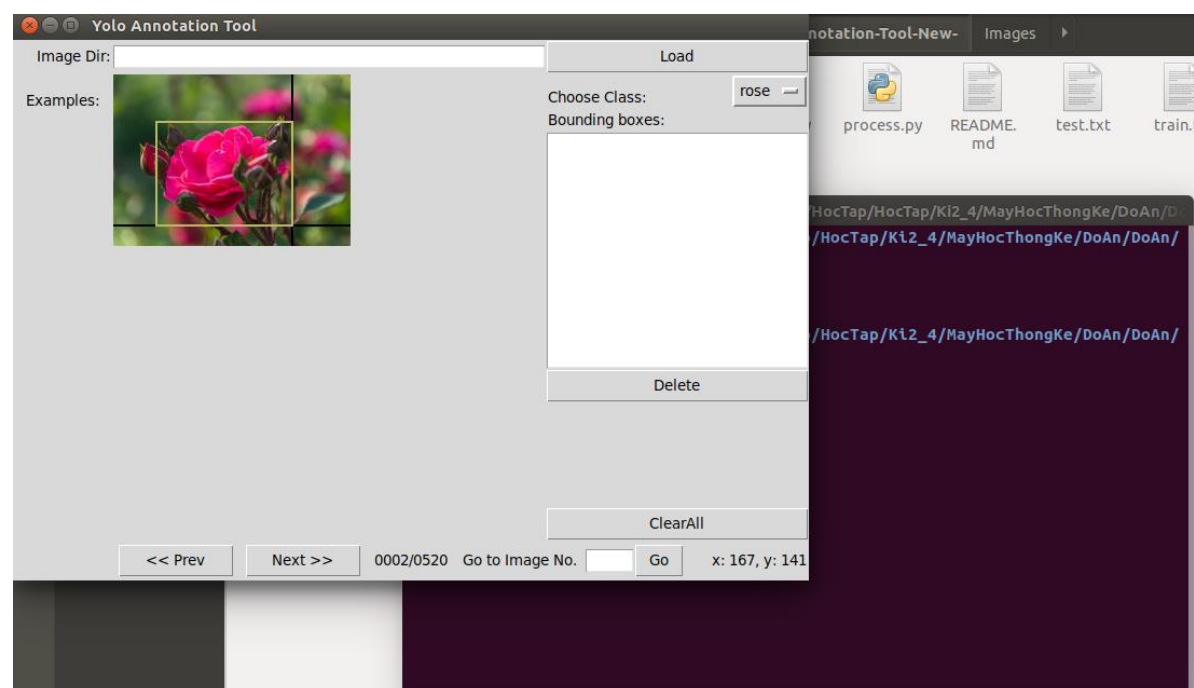 Yolo Annotation Tool
Image Dir:
Load
Examples:
Choose Class:
rose
Bounding boxes:
Delete
ClearAll
<< Prev
Next >>
0002/0520
Go to Image No.
Go
x: 167, y: 141
notation-Tool-New-
Images
process.py
README.
md
test.txt
train.
HocTap/HocTap/Ki2_4/MayHocThongKe/DoAn/D
/HocTap/Ki2_4/MayHocThongKe/DoAn/DoAn/
/HocTap/Ki2_4/MayHocThongKe/DoAn/DoAn/